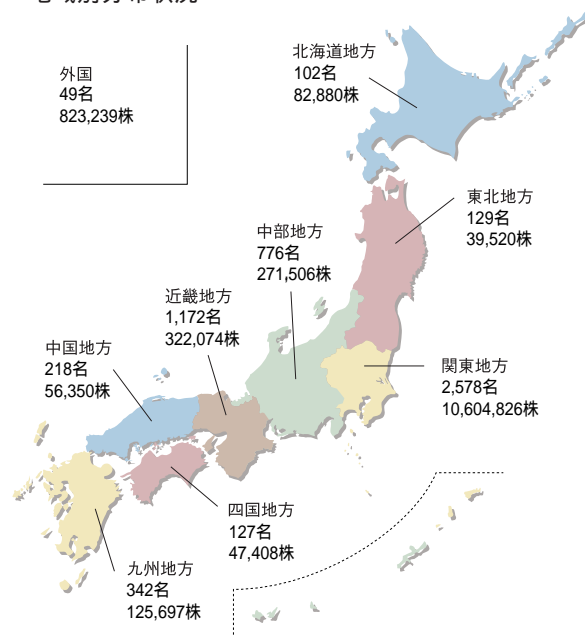 北海道地方
102名
82,880株
外国
49名
823,239株
東北地方
129名
39,520株
中部地方
776名
271,506株
近畿地方
1,172名
322,074株
中国地方
218名
56,350株
関東地方
2,578名
10,604,826株
四国地方
127名
47,408株
九州地方
342名
125,697株